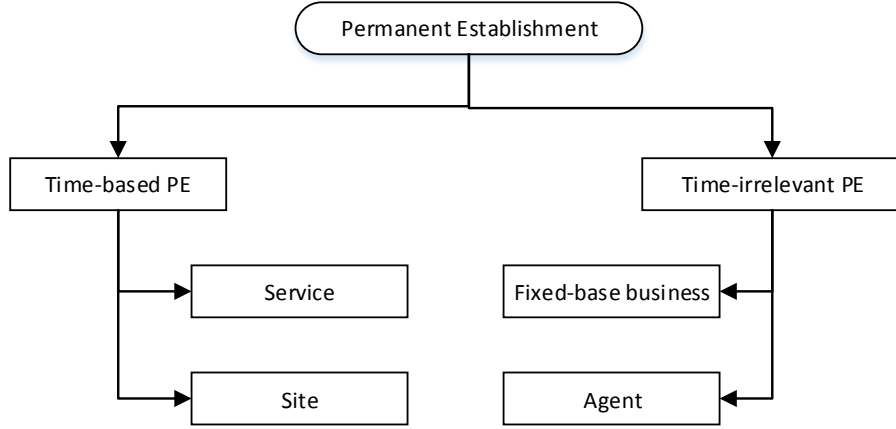 Permanent Establishment
Time-based PE
Time-irrelevant PE
Service
Fixed-base business
Site
Agent